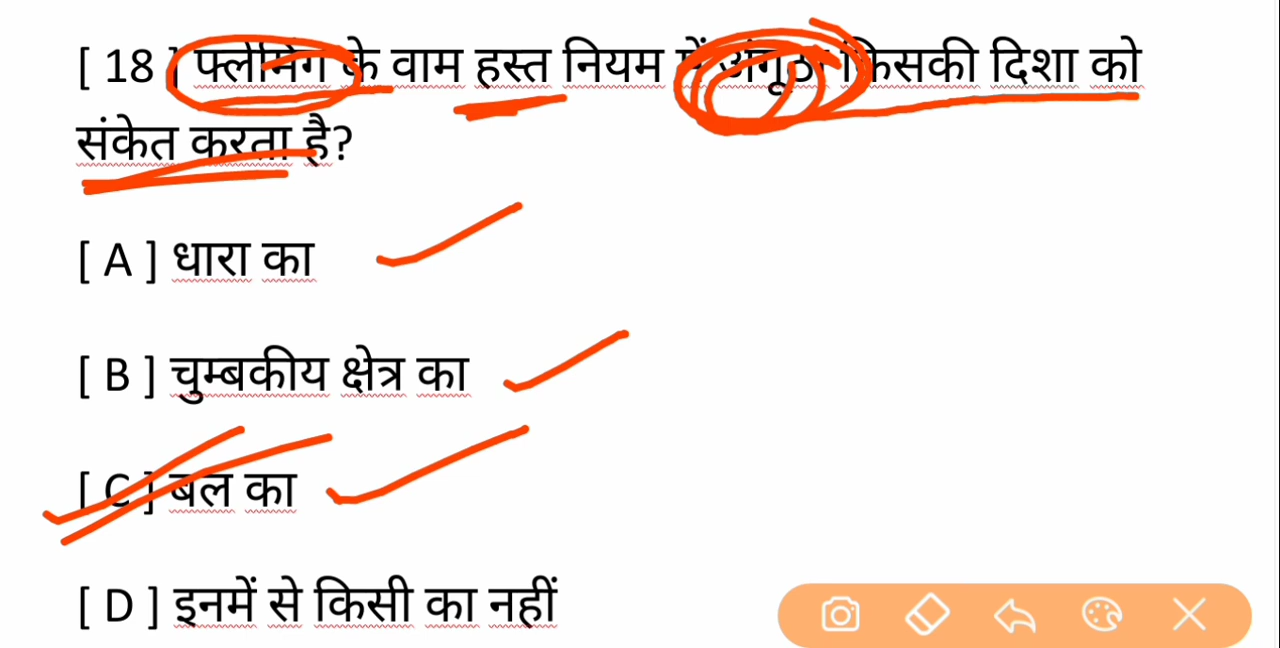 [ 18 ] फ्लेमिंग के वाम हस्त नियम में अंगूठा किसकी दिशा को
संकेत करता है?
[ A ] धारा का
[ B ] चुम्बकीय क्षेत्र का
[ C ] बल का
[ D ] इनमें से किसी का नहीं